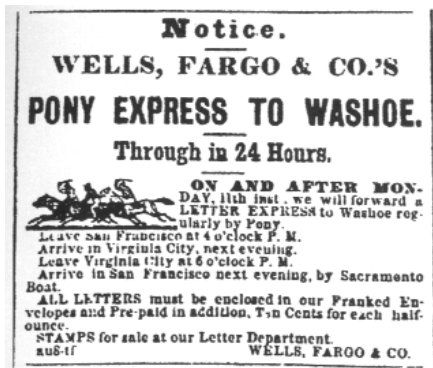 Notice.
WELLS, FARGO & CO.'S
PONY EXPRESS TO WASHOE.
Through in 24 Hours.
ON AND AFTER MON-
DAY, 11th inst. we will forward a
LETTER EXPRESS to Washoe reg-
ularly by Pony.
Leave San Francisco at 4 o'clock P. M.
Arrive in Virginia City, next evening.
Leave Virginia City at 6 o'clock P. M.
Arrive in San Francisco next evening, by Sacramento
Boat.
ALL LETTERS must be enclosed in our Franked En-
velopes and Pre-paid in addition, Ten Cents for each half-
ounce.
STAMPS for sale at our Letter Department.
au8-tf WELLS, FARGO & CO.